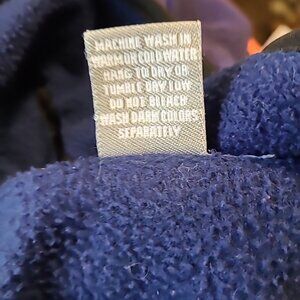 MACHINE WASH IN
WARM OR COLD WATER
HANG TO DRY OR
TUMBLE DRY LOW
DO NOT BLEACH
WASH DARK COLORS
SEPARATELY